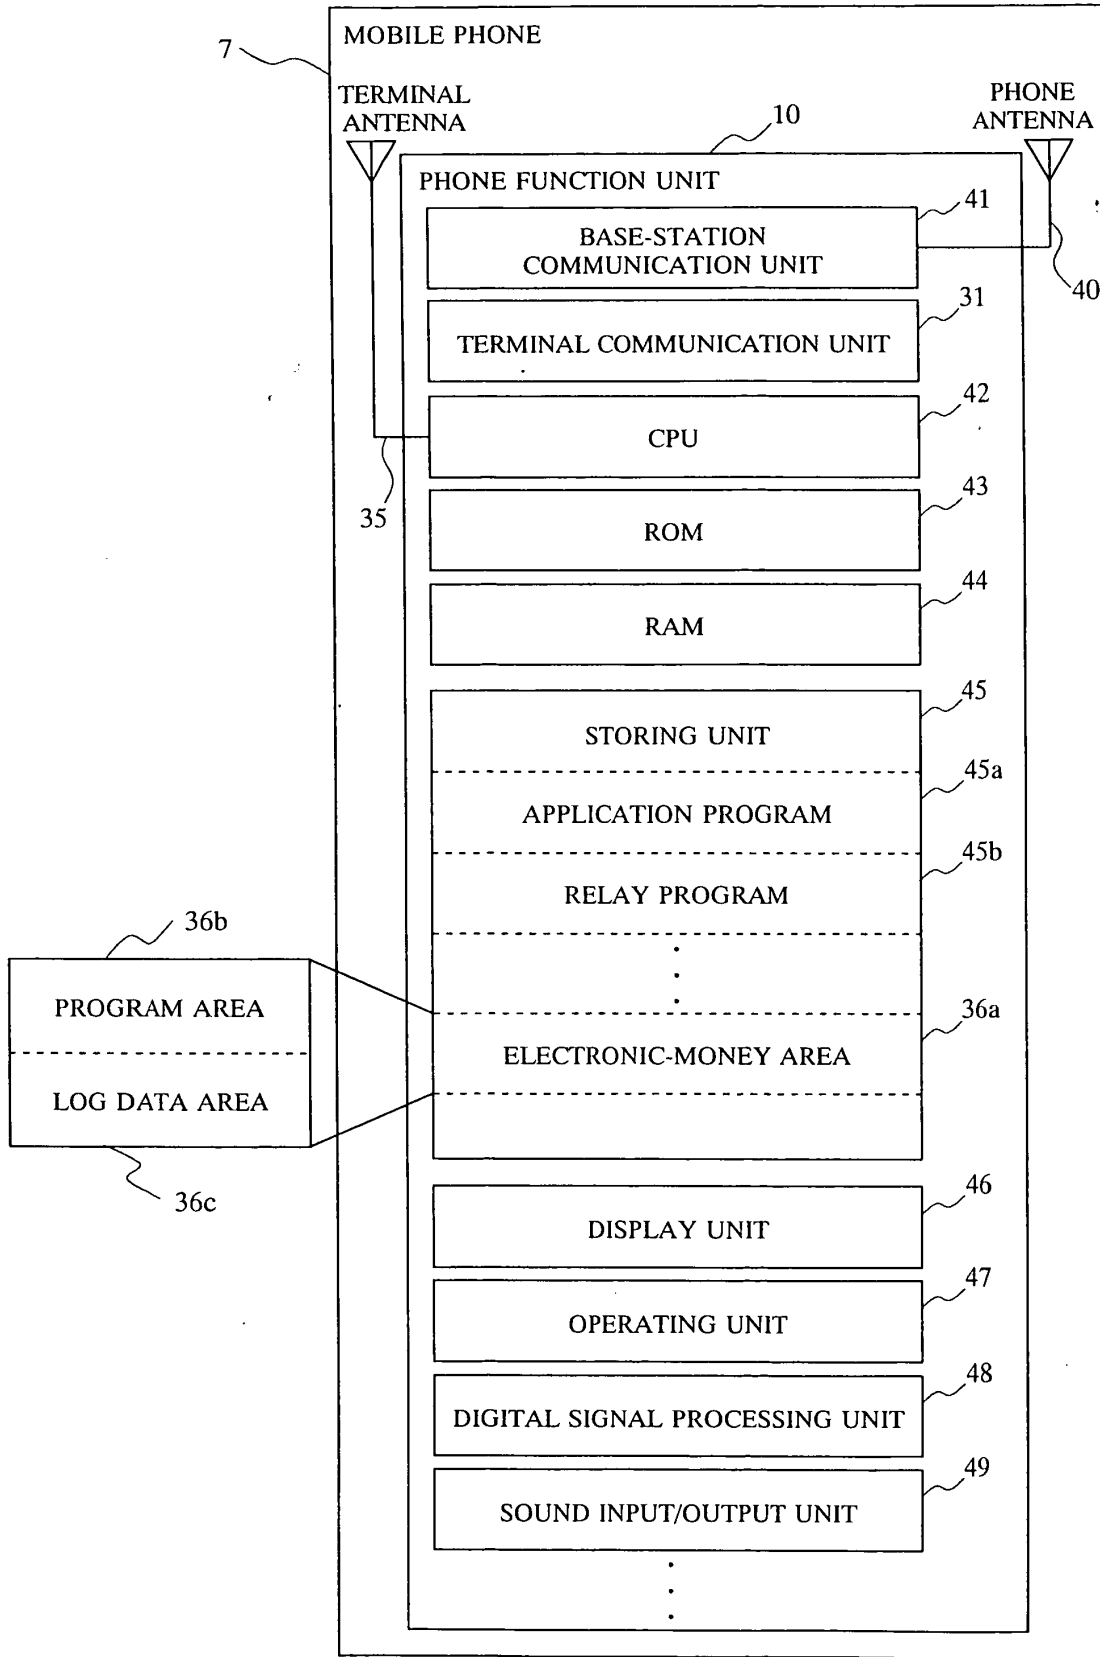 MOBILE PHONE
7
TERMINAL
ANTENNA
PHONE
ANTENNA
10
PHONE FUNCTION UNIT
41
BASE-STATION
COMMUNICATION UNIT
40
31
TERMINAL COMMUNICATION UNIT
42
CPU
35
43
ROM
44
RAM
45
STORING UNIT
45a
APPLICATION PROGRAM
45b
RELAY PROGRAM
36b
PROGRAM AREA
36a
ELECTRONIC-MONEY AREA
LOG DATA AREA
36c
46
DISPLAY UNIT
47
OPERATING UNIT
48
DIGITAL SIGNAL PROCESSING UNIT
49
SOUND INPUT/OUTPUT UNIT